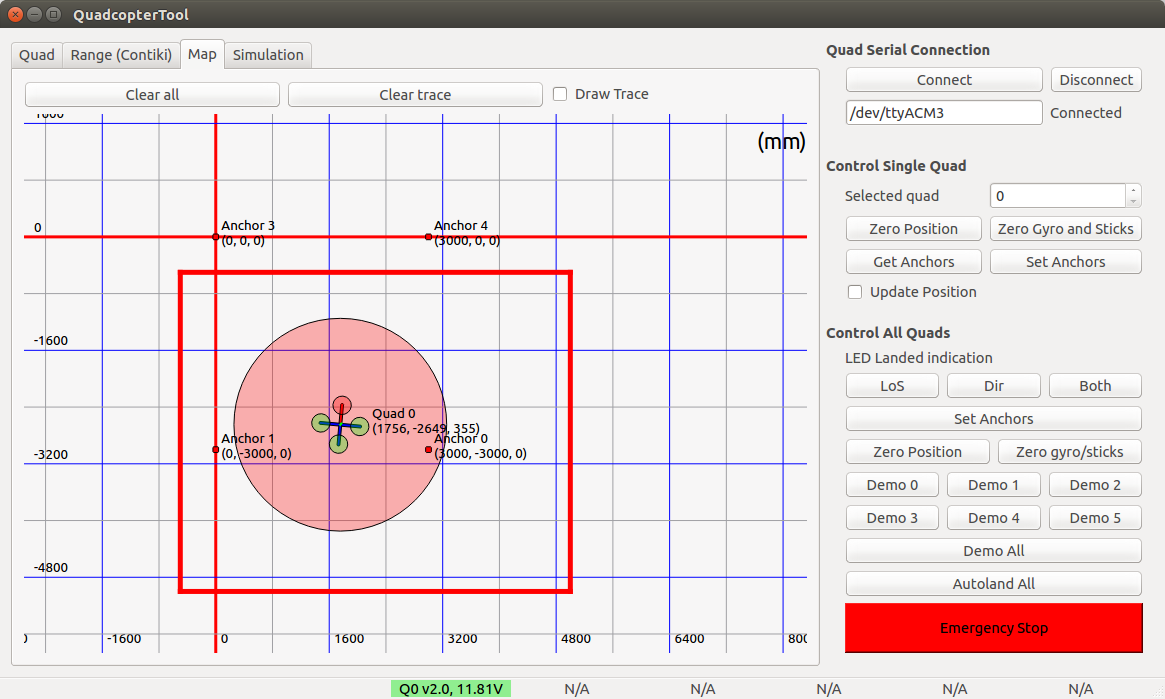 QuadcopterTool
Quad
Range (Contiki)
Map
Simulation
Clear all
Clear trace
Draw Trace
(mm)
0
Anchor 3
(0, 0, 0)
Anchor 4
(3000, 0, 0)
-1600
Quad 0
(1756, -2649, 355)
Anchor 1
(0, -3000, 0)
Anchor 0
(3000, -3000, 0)
-3200
-4800
-1600
0
1600
3200
4800
6400
Quad Serial Connection
Connect
Disconnect
/dev/ttyACM3
Connected
Control Single Quad
Selected quad
0
Zero Position
Zero Gyro and Sticks
Get Anchors
Set Anchors
Update Position
Control All Quads
LED Landed indication
LoS
Dir
Both
Set Anchors
Zero Position
Zero gyro/sticks
Demo 0
Demo 1
Demo 2
Demo 3
Demo 4
Demo 5
Demo All
Autoland All
Emergency Stop
Q0 v2.0, 11.81V
N/A
N/A
N/A
N/A
N/A